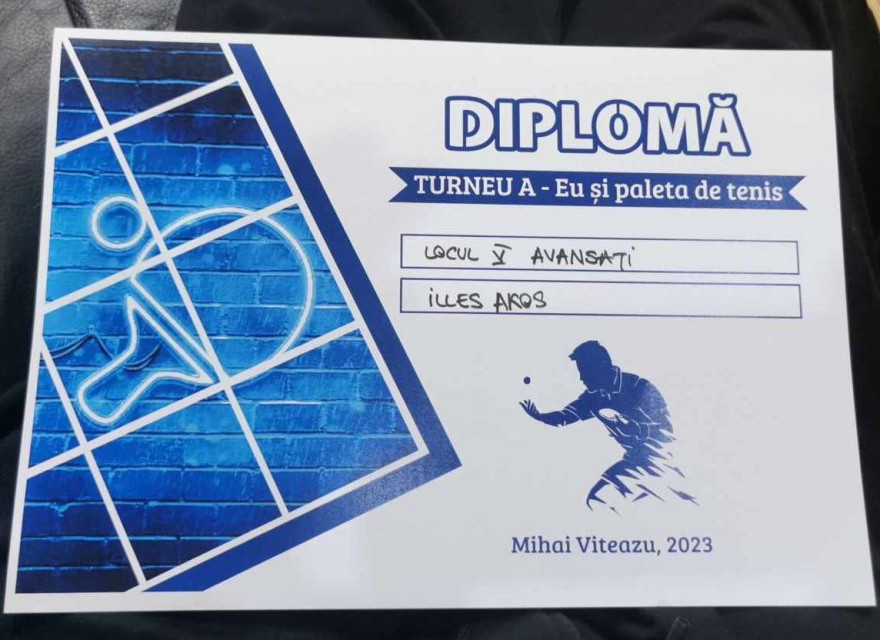 DIPLOMĂ
TURNEU A - Eu și paleta de tenis
LOCUL V AVANSAȚI
ILLES AKOS
Mihai Viteazu, 2023